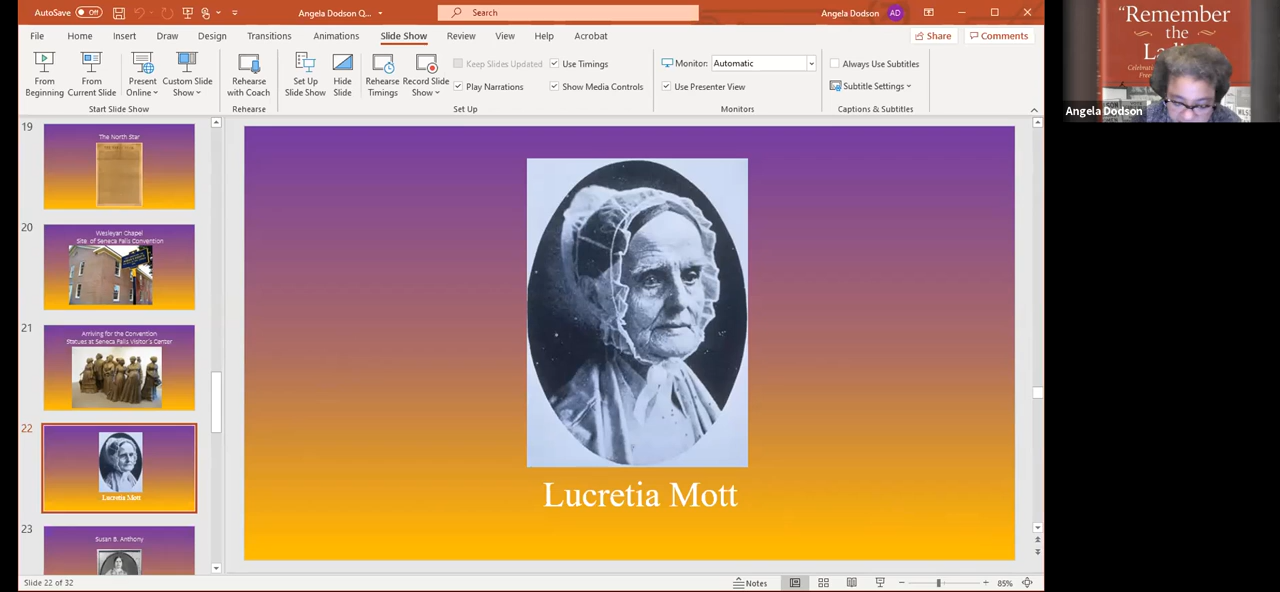 AutoSave Off
Angela Dodson Q...
Search
Angela Dodson AD
File Home Insert Draw Design Transitions Animations Slide Show Review View Help Acrobat
Share Comments
From Beginning
From Current Slide
Present Online
Custom Slide Show
Start Slide Show
Rehearse with Coach
Rehearse
Set Up Slide Show
Hide Slide
Rehearse Timings
Record Slide Show
Keep Slides Updated
Play Narrations
Use Timings
Show Media Controls
Set Up
Monitor: Automatic
Use Presenter View
Monitors
Always Use Subtitles
Subtitle Settings
Captions & Subtitles
19
The North Star
20
Wesleyan Chapel
Site of Seneca Falls Convention
21
Arriving for the Convention
Statues at Seneca Falls Visitor's Center
22
Lucretia Mott
23
Susan B. Anthony
Lucretia Mott
Slide 22 of 32
Notes
85%
"Remember
the
Angela Dodson